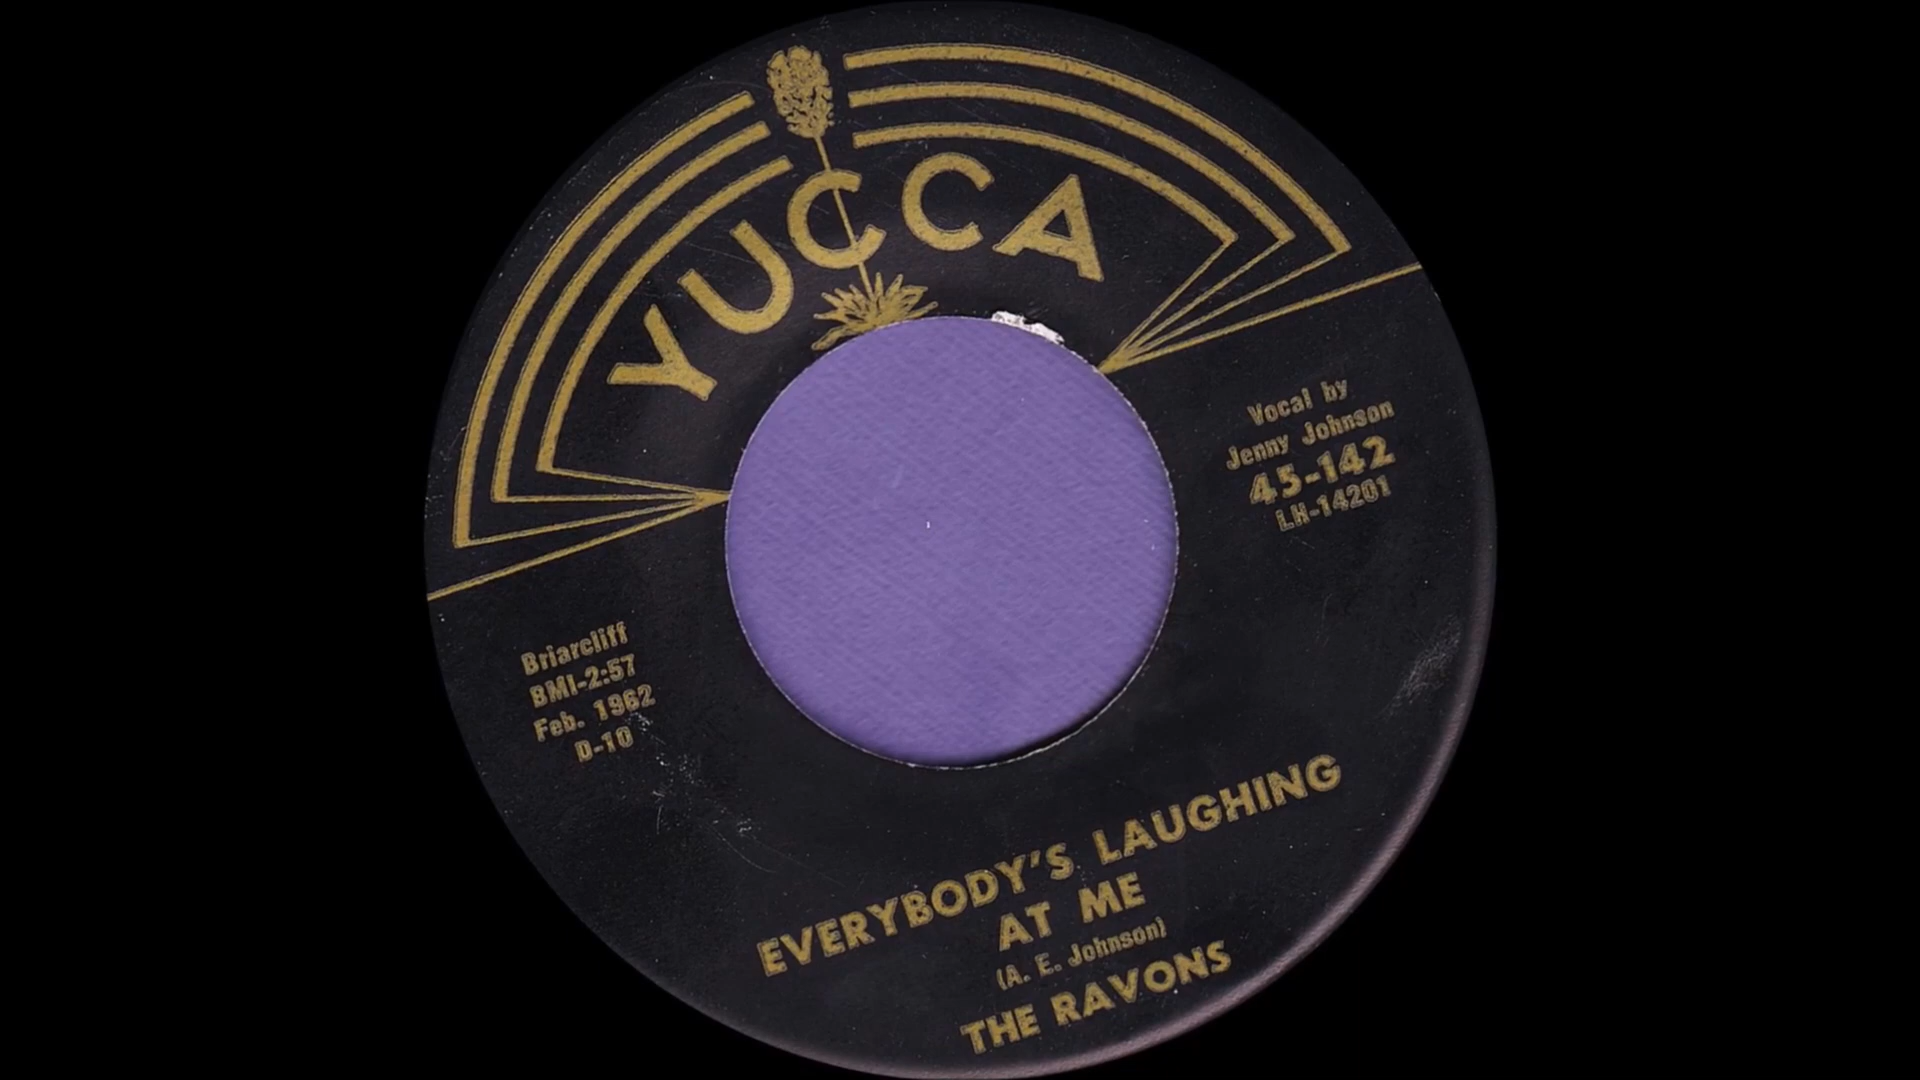 YUCCA
Vocal by
Jenny Johnson
45-142
LH-14201
Briarcliff
BMI-2:57
Feb. 1962
D-10
EVERYBODY'S LAUGHING
AT ME
(A. E. Johnson)
THE RAVONS